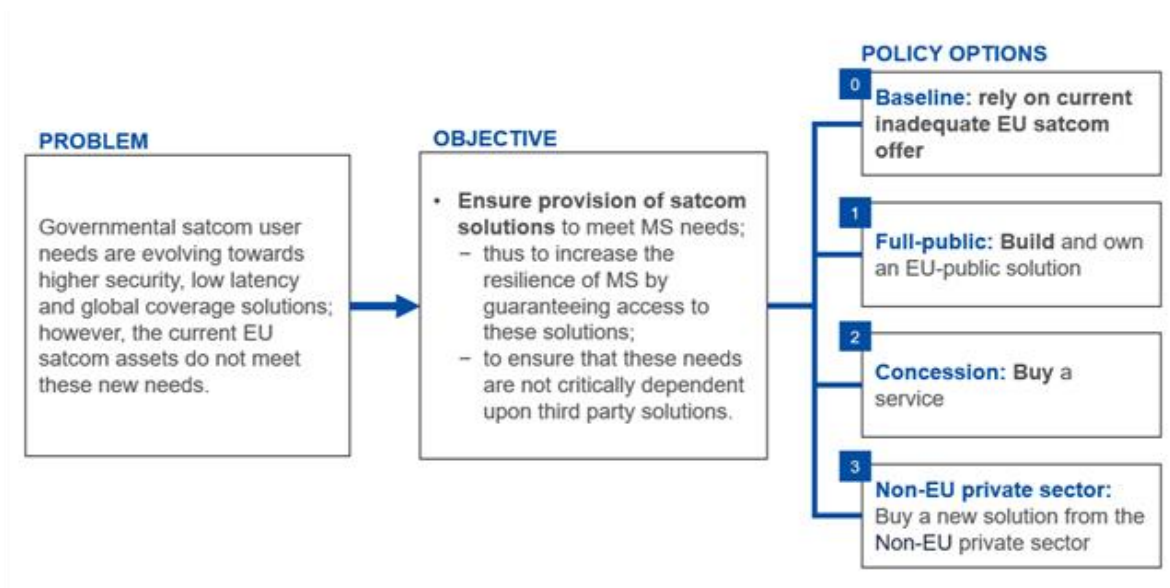 PROBLEM
Governmental satcom user
needs are evolving towards
higher security, low latency
and global coverage solutions;
however, the current EU
satcom assets do not meet
these new needs.
OBJECTIVE
• Ensure provision of satcom
solutions to meet MS needs;
− thus to increase the
resilience of MS by
guaranteeing access to
these solutions;
− to ensure that these needs
are not critically dependent
upon third party solutions.
POLICY OPTIONS
0
Baseline: rely on current
inadequate EU satcom
offer
1
Full-public: Build and own
an EU-public solution
2
Concession: Buy a
service
3
Non-EU private sector:
Buy a new solution from the
Non-EU private sector